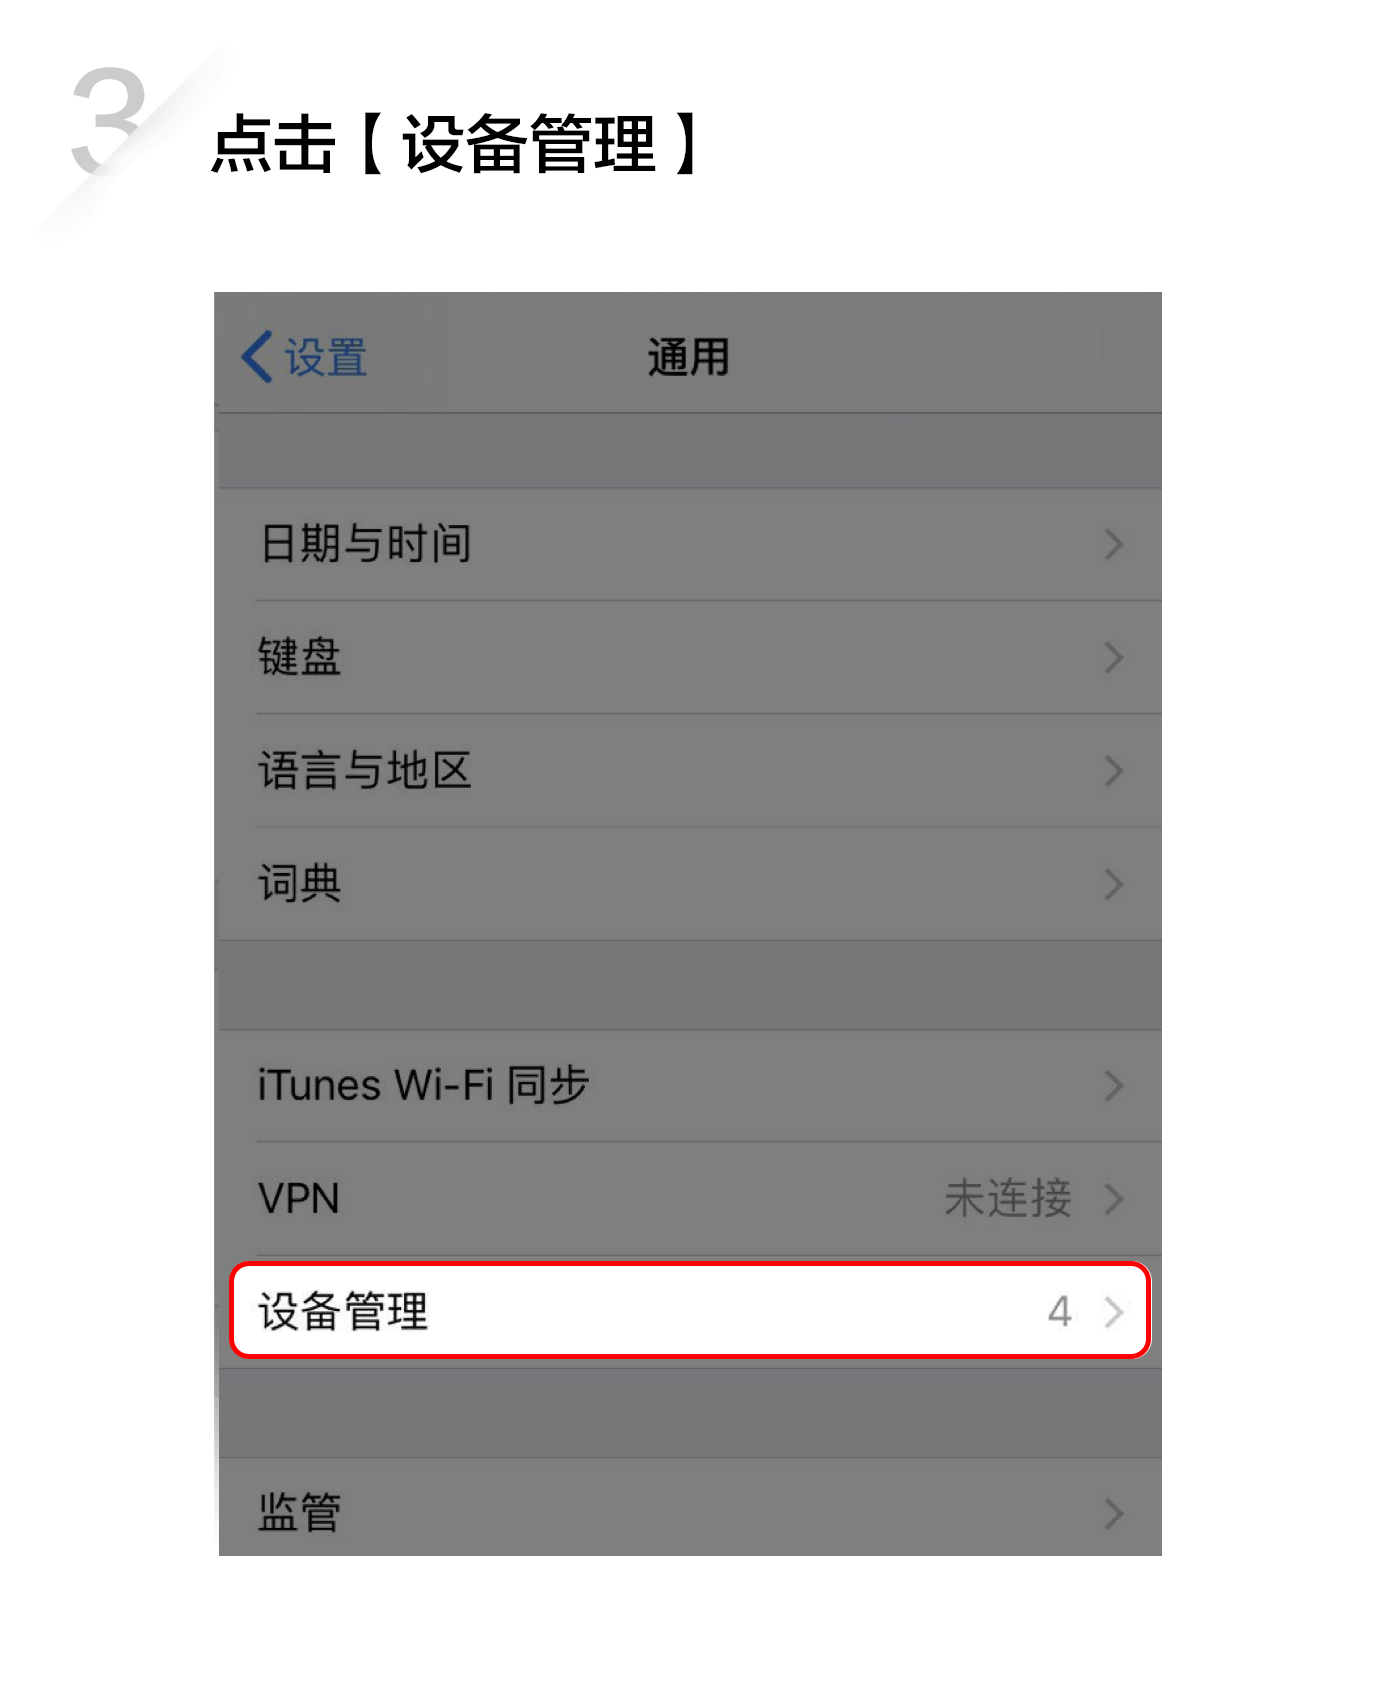 3
点击【设备管理】
设置
通用
日期与时间
键盘
语言与地区
词典
iTunes Wi-Fi 同步
VPN 未连接
设备管理 4
监管